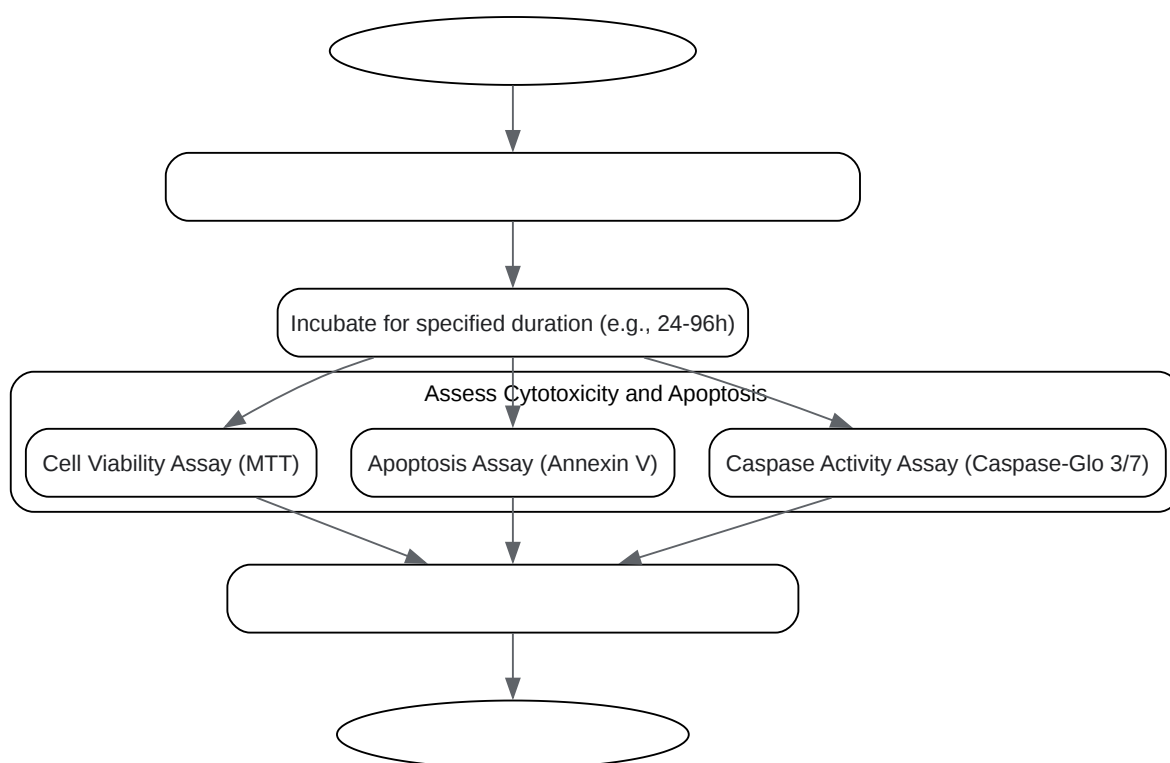 Incubate for specified duration (e.g., 24-96h)
Assess Cytotoxicity and Apoptosis
Cell Viability Assay (MTT)
Apoptosis Assay (Annexin V)
Caspase Activity Assay (Caspase-Glo 3/7)